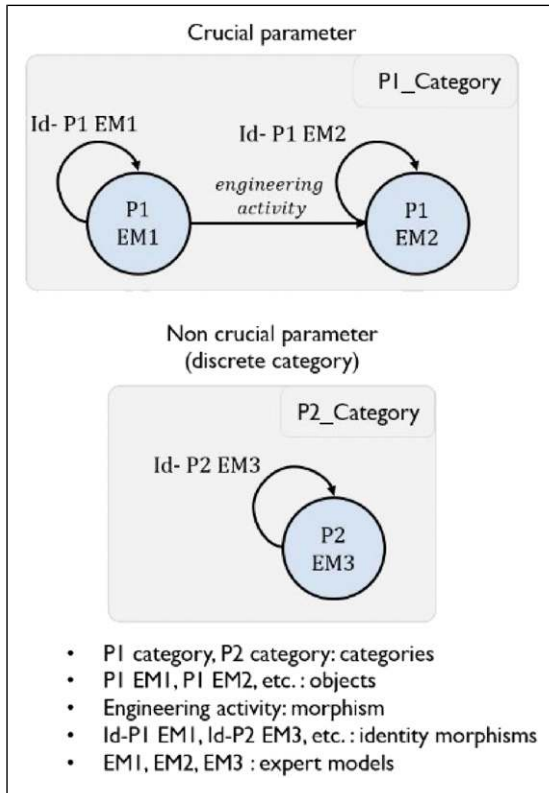 Crucial parameter
P1_Category
Id- P1 EM1
Id- P1 EM2
engineering
activity
P1
EM1
P1
EM2
Non crucial parameter
(discrete category)
P2_Category
Id- P2 EM3
P2
EM3
• P1 category, P2 category: categories
• P1 EM1, P1 EM2, etc. : objects
• Engineering activity: morphism
• Id-P1 EM1, Id-P2 EM3, etc. : identity morphisms
• EM1, EM2, EM3 : expert models